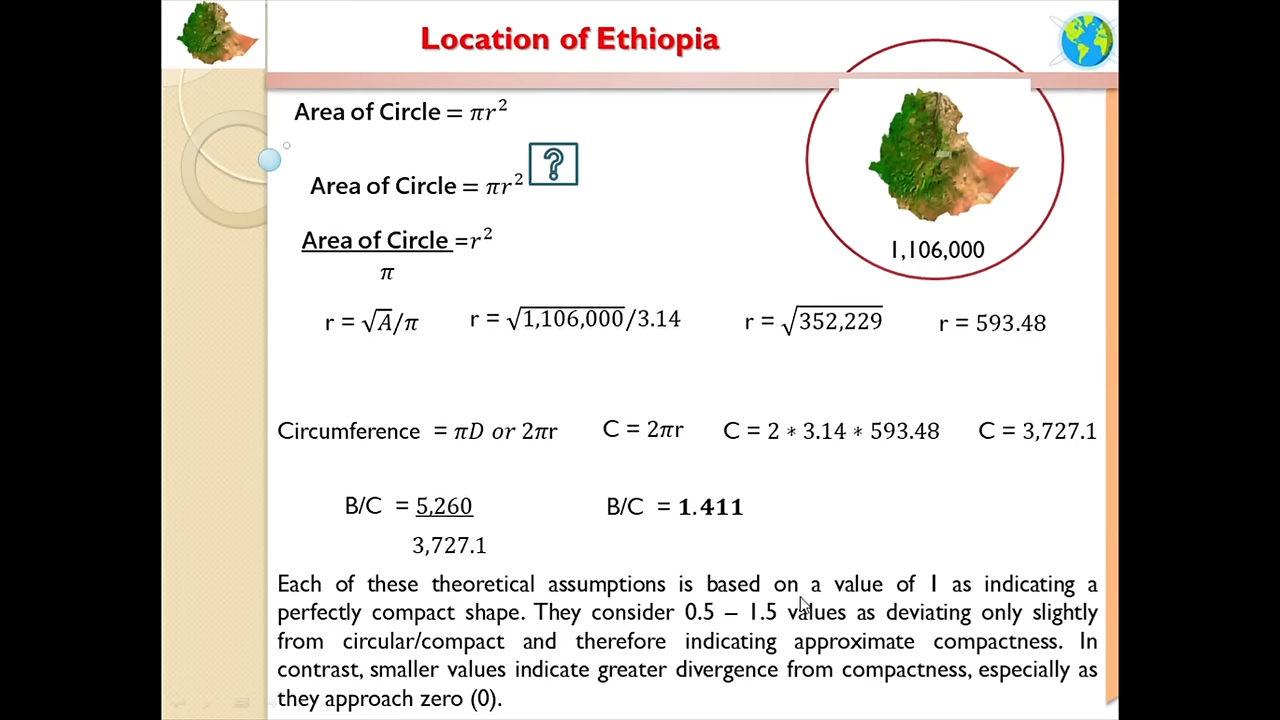 Location of Ethiopia
Area of Circle = πr²
?
Area of Circle = πr²
Area of Circle =r²
π
1,106,000
r = √A/π r = √1,106,000/3.14 r = √352,229 r = 593.48
Circumference = πD or 2πr C = 2πr C = 2 ∗ 3.14 ∗ 593.48 C = 3,727.1
B/C = 5,260 B/C = 1.411
3,727.1
Each of these theoretical assumptions is based on a value of 1 as indicating a
perfectly compact shape. They consider 0.5 – 1.5 values as deviating only slightly
from circular/compact and therefore indicating approximate compactness. In
contrast, smaller values indicate greater divergence from compactness, especially as
they approach zero (0).